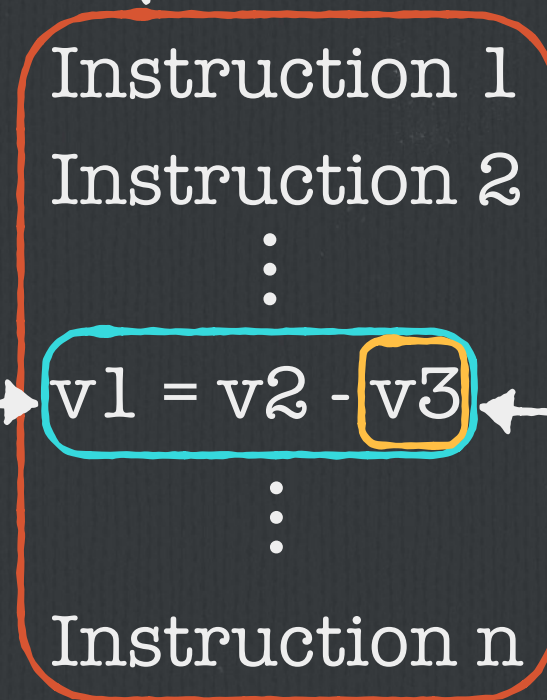 Instruction 1
Instruction 2
v1 = v2 - v3
Instruction n